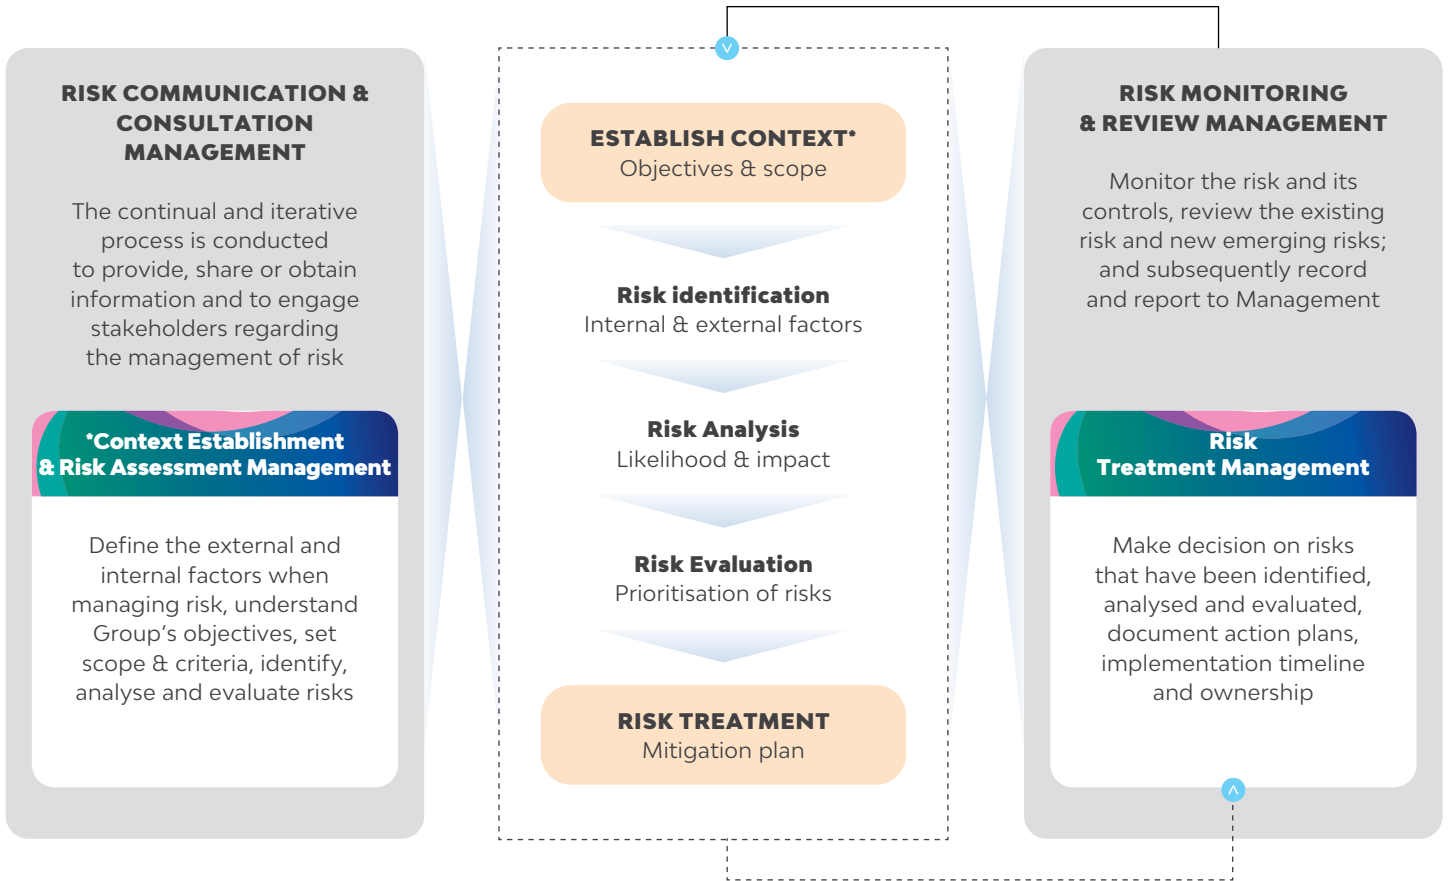 RISK COMMUNICATION &
CONSULTATION
MANAGEMENT
The continual and iterative
process is conducted
to provide, share or obtain
information and to engage
stakeholders regarding
the management of risk
*Context Establishment
& Risk Assessment Management
Define the external and
internal factors when
managing risk, understand
Group's objectives, set
scope & criteria, identify,
analyse and evaluate risks
ESTABLISH CONTEXT*
Objectives & scope
Risk identification
Internal & external factors
Risk Analysis
Likelihood & impact
Risk Evaluation
Prioritisation of risks
RISK TREATMENT
Mitigation plan
RISK MONITORING
& REVIEW MANAGEMENT
Monitor the risk and its
controls, review the existing
risk and new emerging risks;
and subsequently record
and report to Management
Risk
Treatment Management
Make decision on risks
that have been identified,
analysed and evaluated,
document action plans,
implementation timeline
and ownership